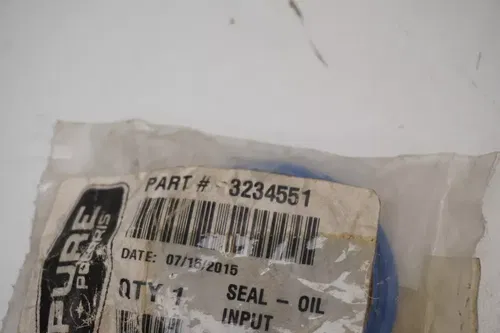 PURE
POLARIS
PART # 3234551
DATE: 07/15/2015
QTY 1 SEAL - OIL
INPUT